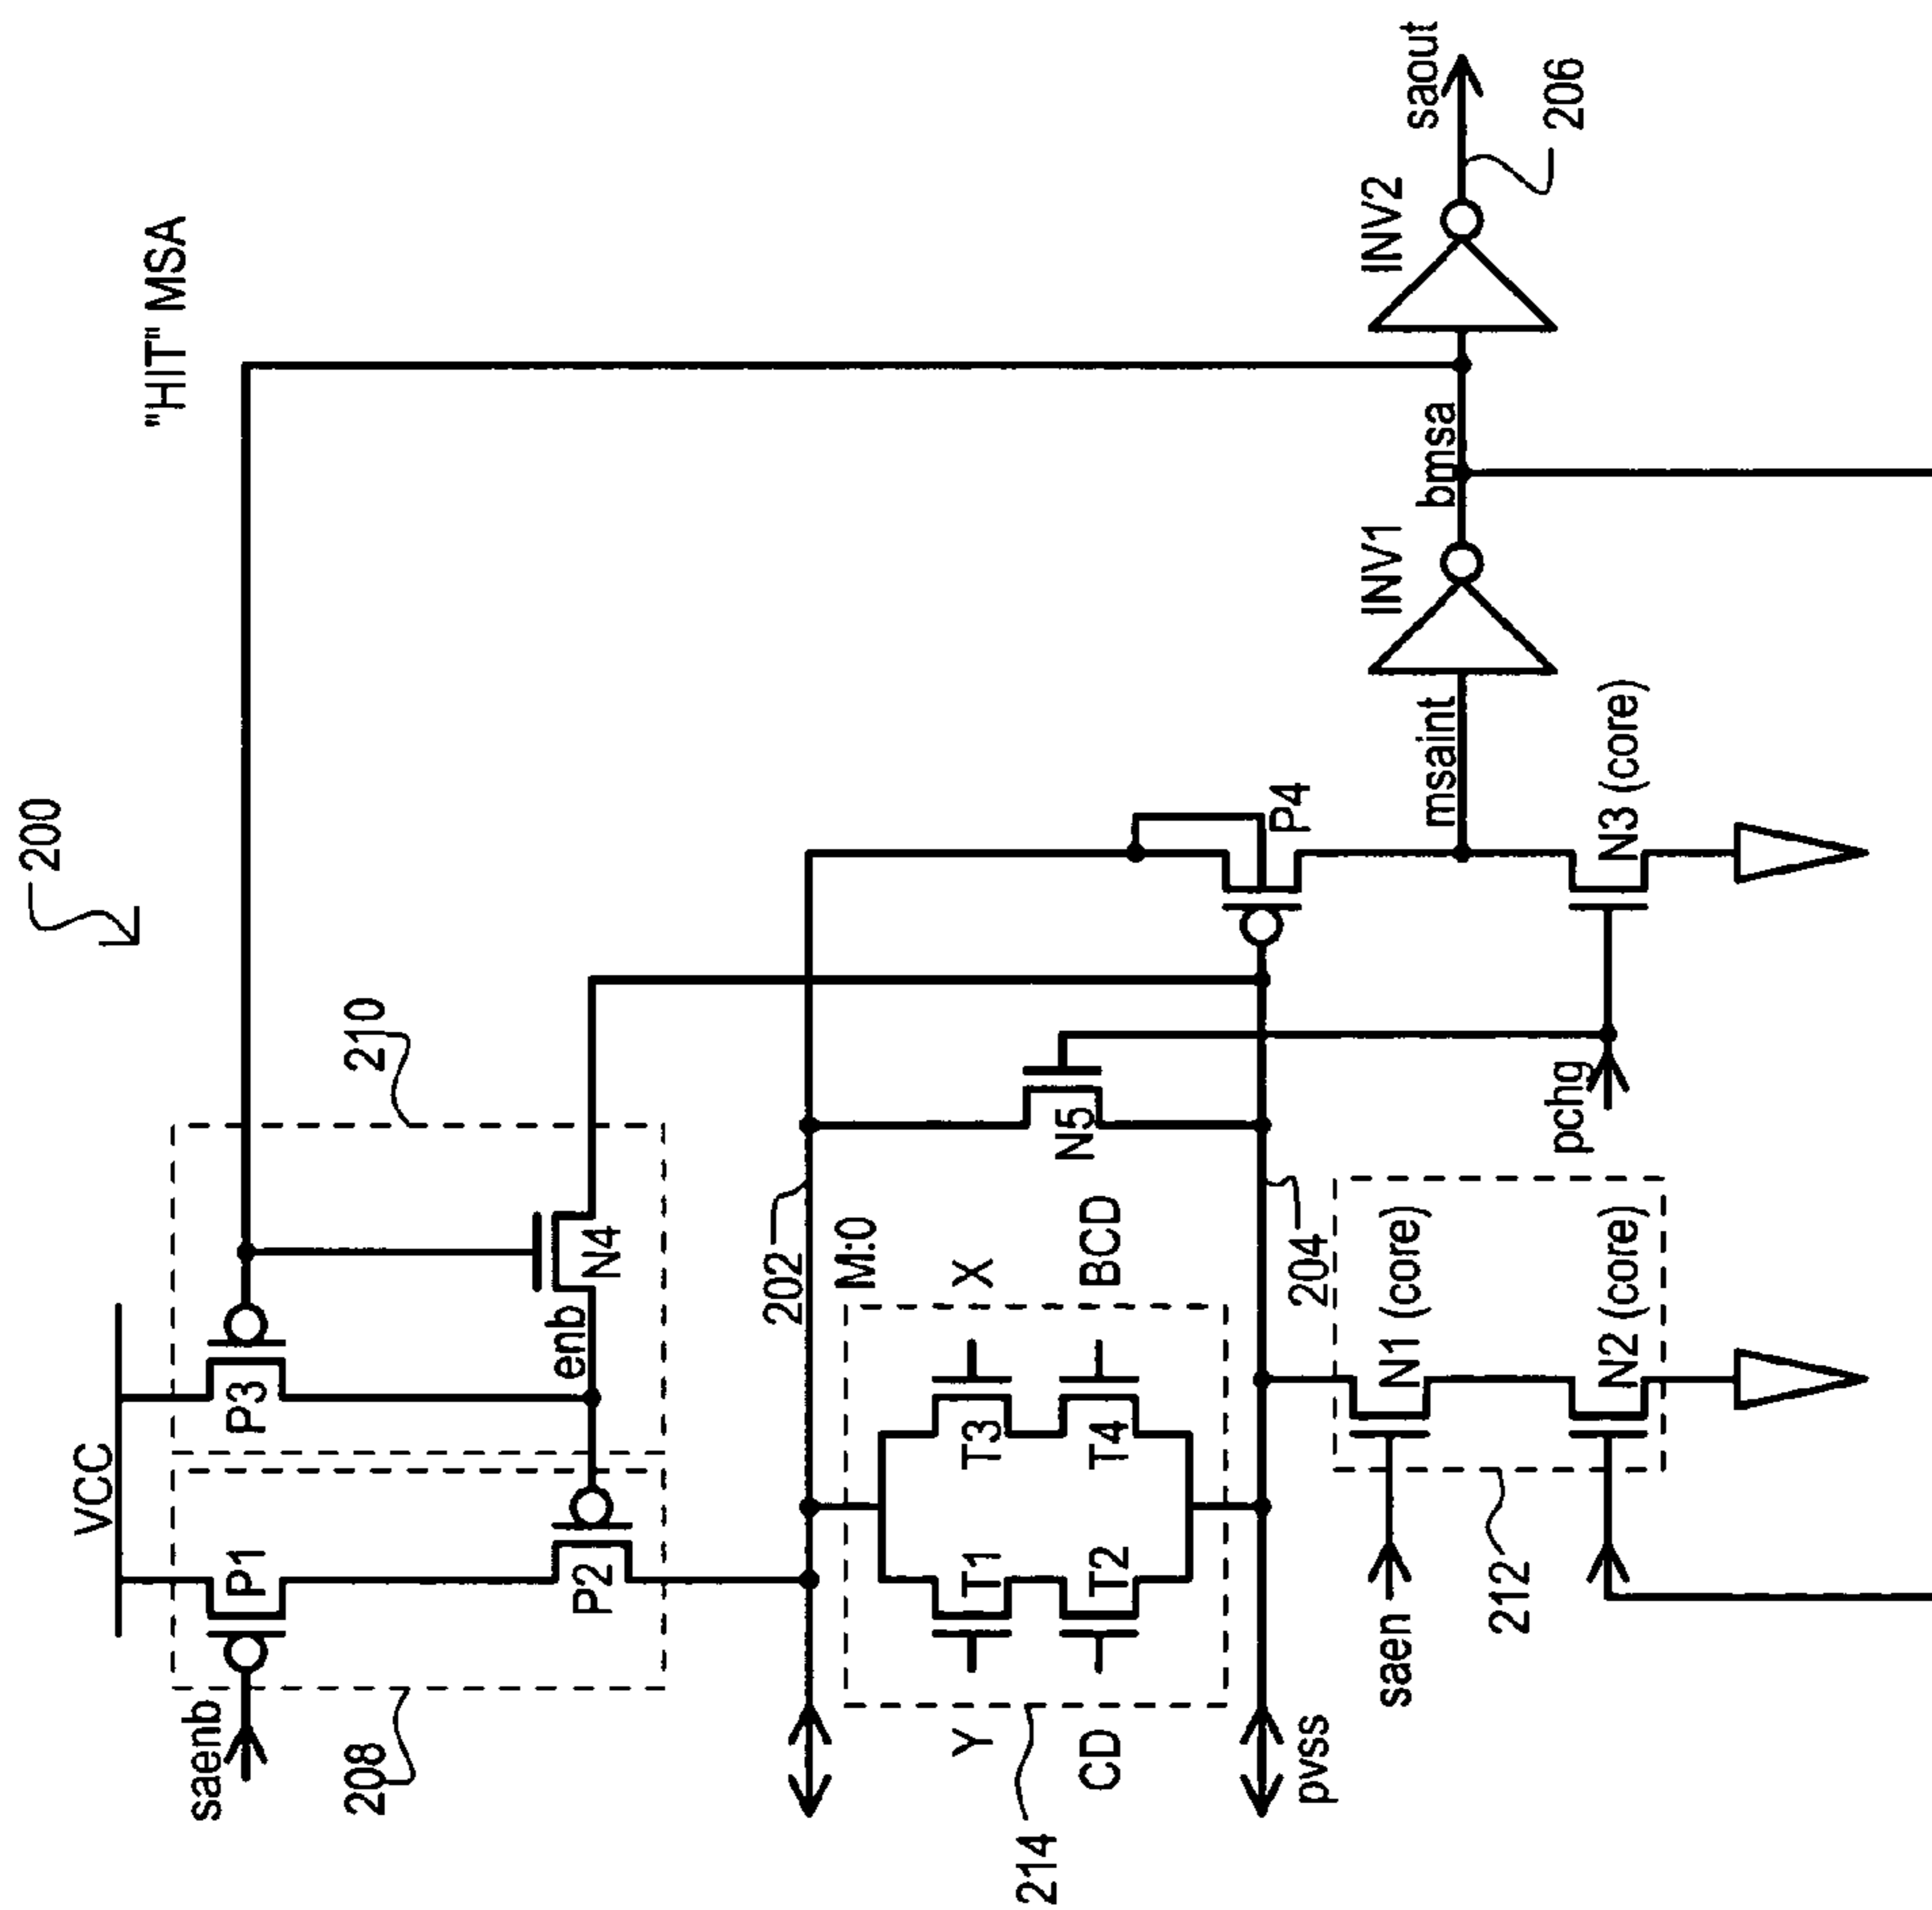 200
"HIT" MSA
VCC
saenb
P1
P3
208
210
P2
enb
N4
202
M:0
Y
T1
T3
X
CD
T2
T4
BCD
214
N5
204
pvss
P4
saen
N1 (core)
212
N2 (core)
pchg
N3 (core)
msaint
INV1
bmsa
INV2
saout
206